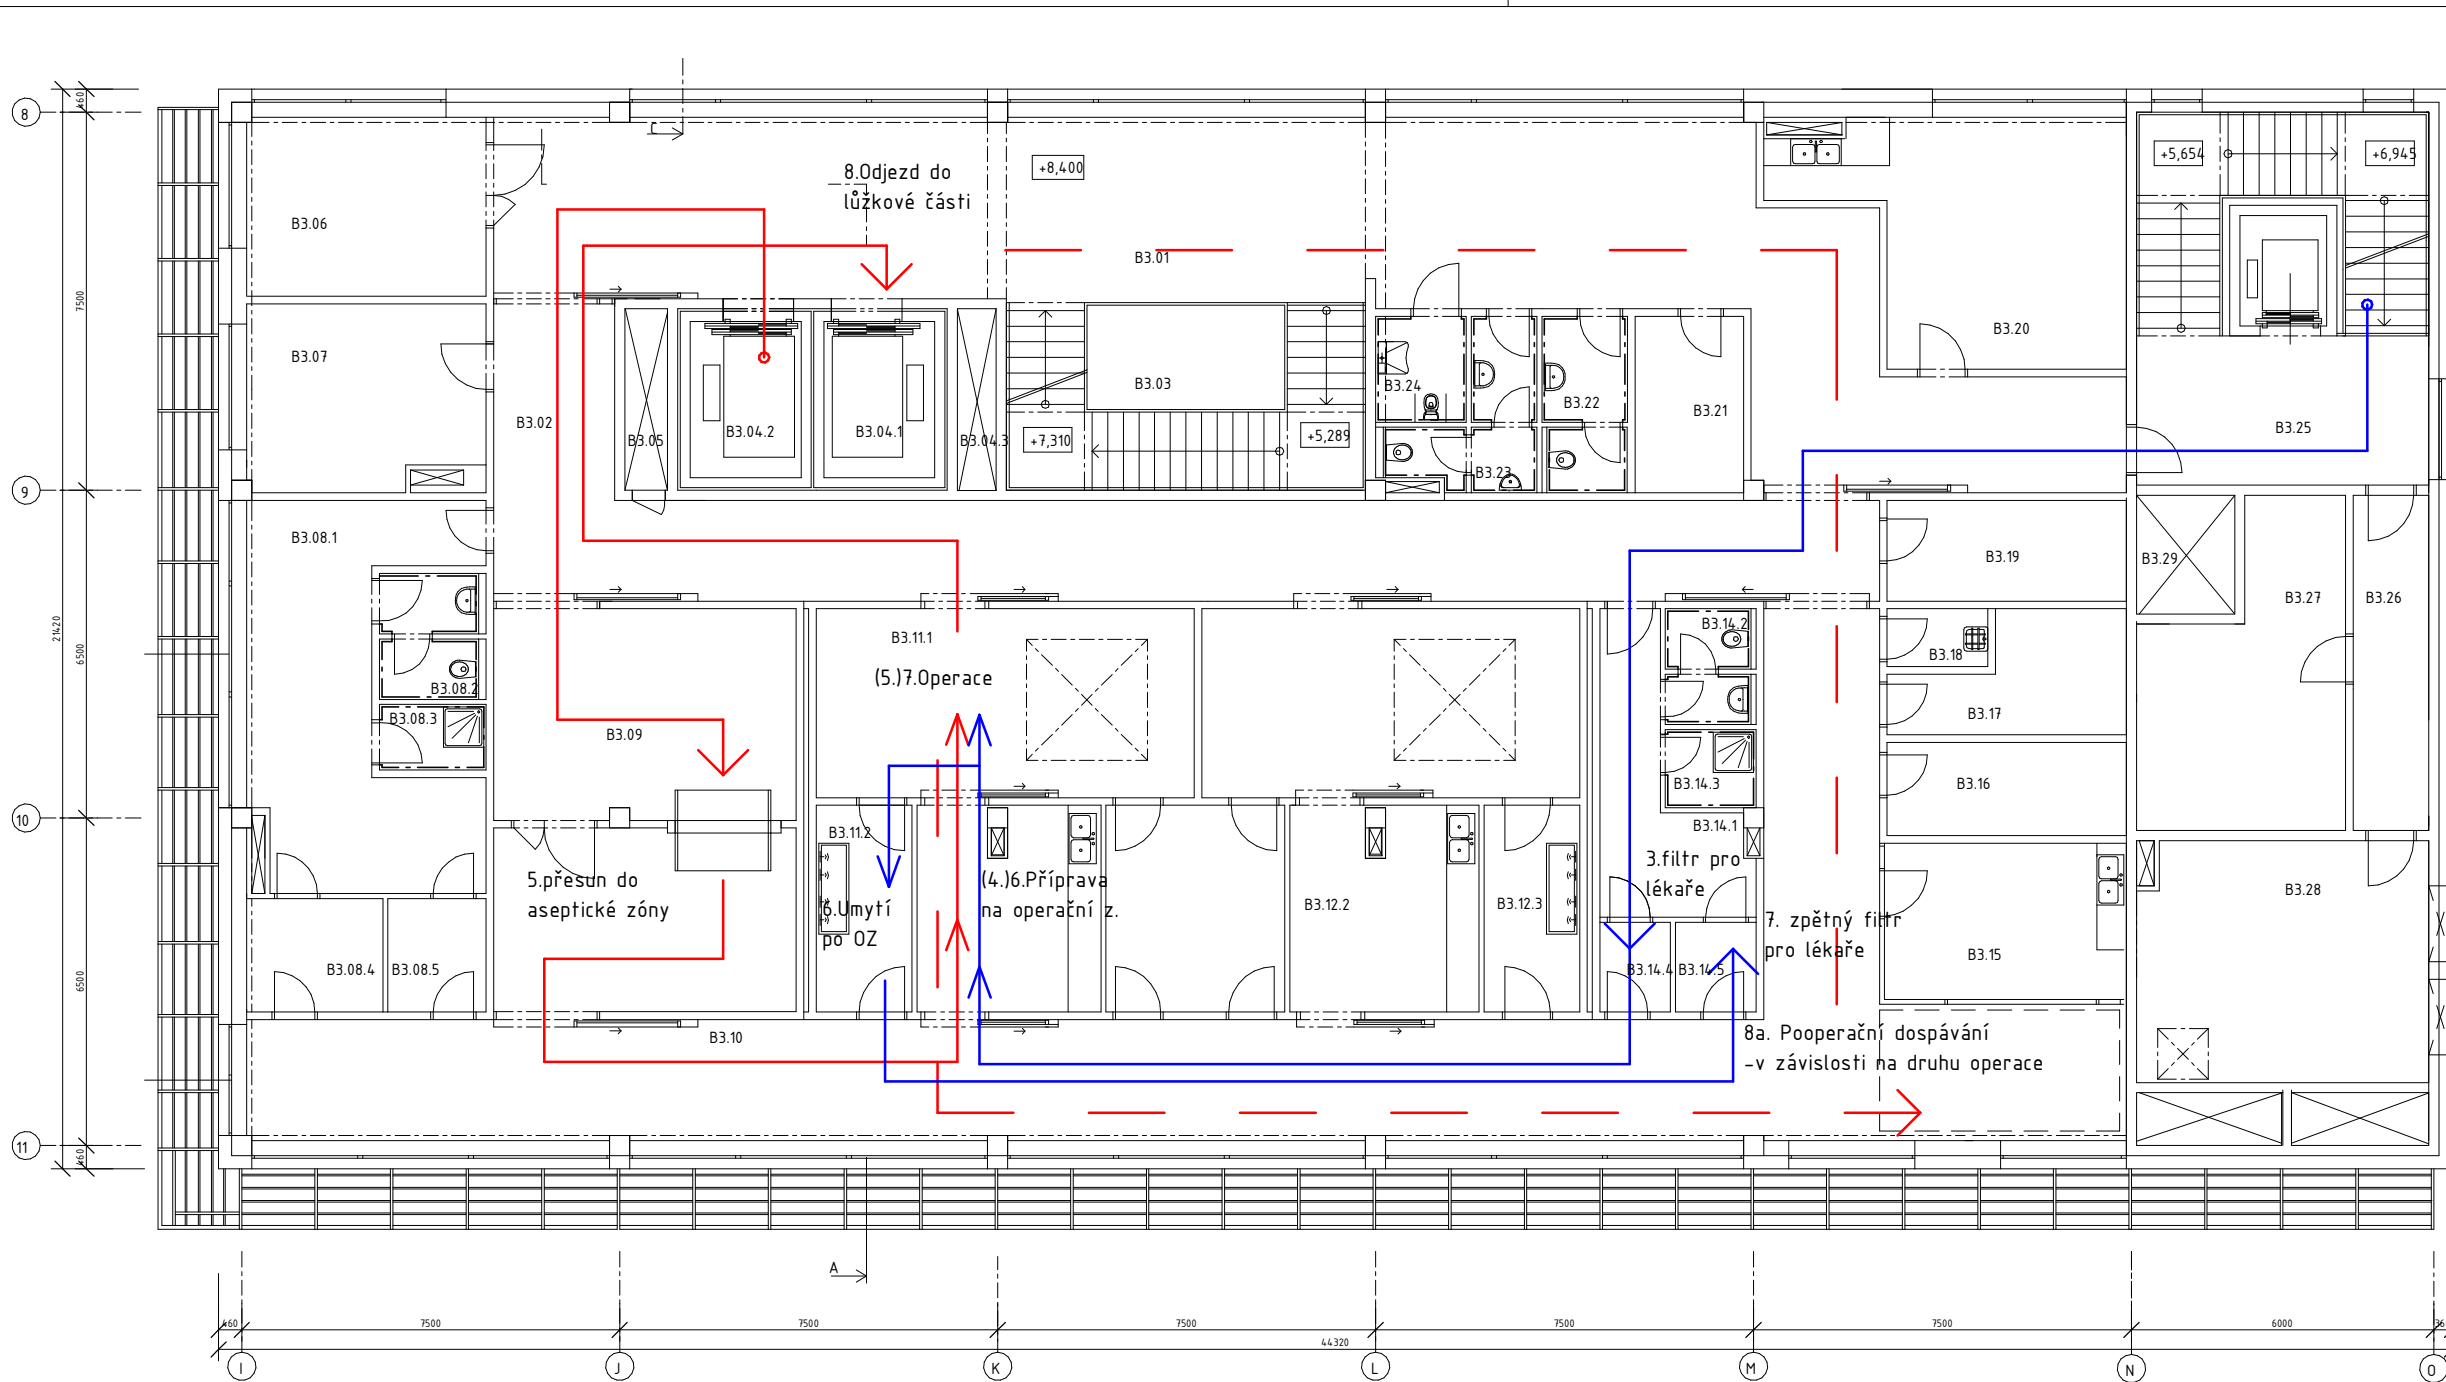 460
8
+5,654
+6,945
+8,400
8.Odjezd do
lůžkové části
B3.06
B3.01
7500
B3.20
B3.07
B3.03
B3.24
B3.22
B3.21
B3.02
B3.05
B3.04.2
B3.04.1
B3.04.3
+7,310
+5,289
B3.25
B3.23
9
B3.08.1
B3.19
B3.29
B3.27
B3.26
21420
6500
B3.11.1
B3.14.2
B3.18
(5.)7.Operace
B3.08.2
B3.08.3
B3.17
B3.09
B3.14.3
B3.16
10
B3.11.2
B3.14.1
3.filtr pro
lékaře
5.přesun do
aseptické zóny
(4.)6.Příprava
na operační z.
6.Umytí
po OZ
B3.12.2
B3.12.3
B3.28
7. zpětný filtr
pro lékaře
B3.15
6500
B3.08.4
B3.08.5
B3.14.4
B3.14.5
B3.10
8a. Pooperační dospávání
-v závislosti na druhu operace
11
460
A
460
7500
7500
7500
7500
7500
6000
44320
I
J
K
L
M
N
O